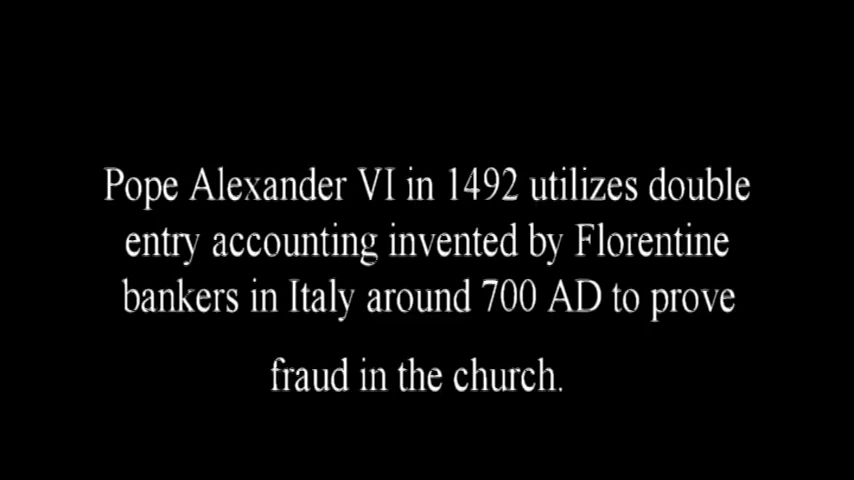 Pope Alexander VI in 1492 utilizes double
entry accounting invented by Florentine
bankers in Italy around 700 AD to prove
fraud in the church.